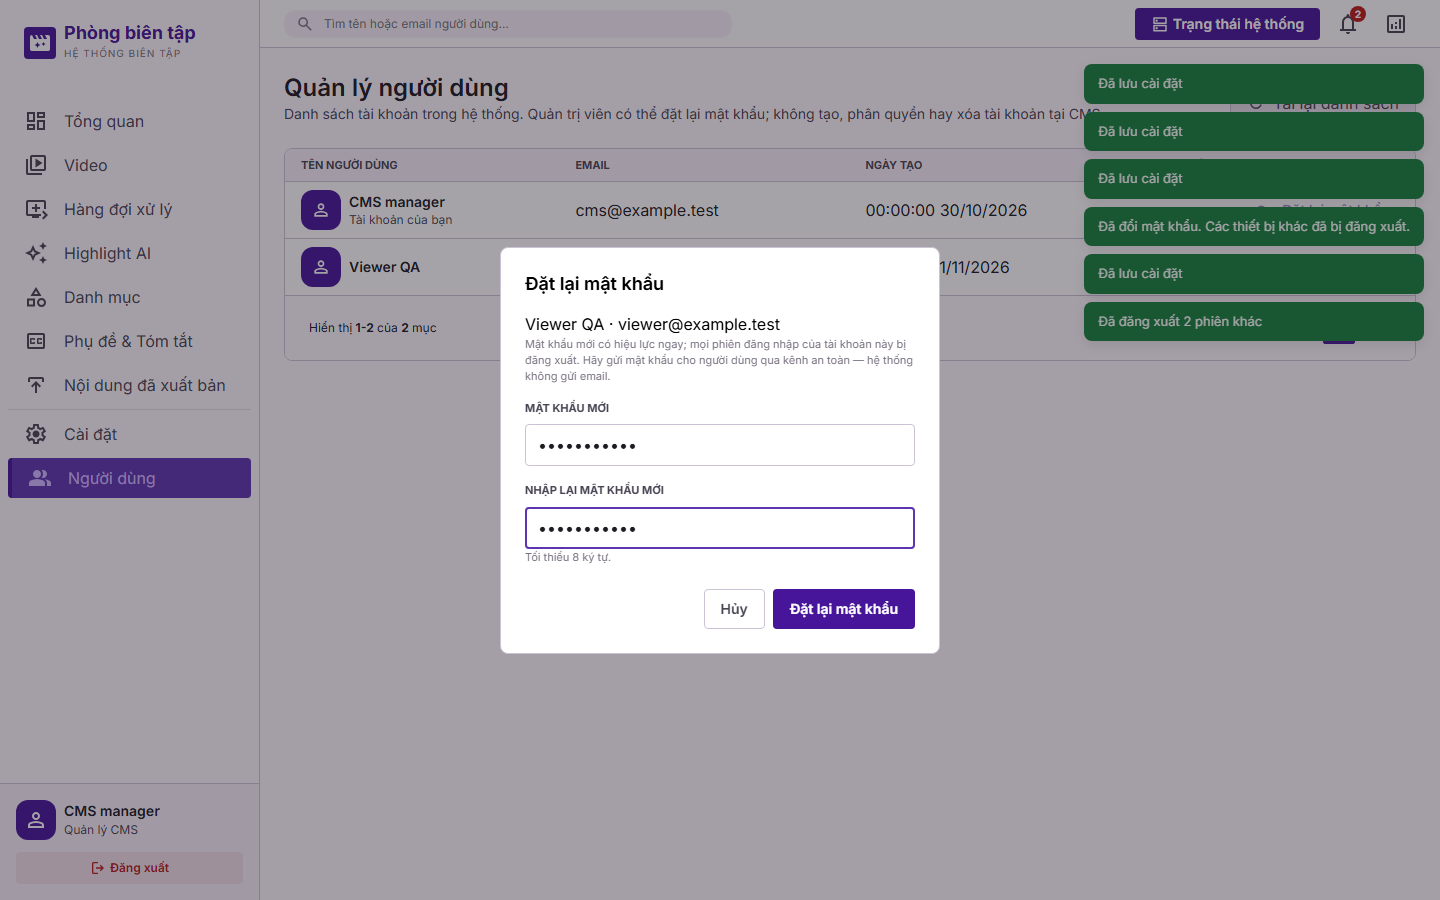 Phòng biên tập
HỆ THỐNG BIÊN TẬP
Tổng quan
Video
Hàng đợi xử lý
Highlight AI
Danh mục
Phụ đề & Tóm tắt
Nội dung đã xuất bản
Cài đặt
Người dùng
CMS manager
Quản lý CMS
Đăng xuất
Tìm tên hoặc email người dùng...
Trạng thái hệ thống
2
Quản lý người dùng
Danh sách tài khoản trong hệ thống. Quản trị viên có thể đặt lại mật khẩu; không tạo, phân quyền hay xóa tài khoản tại CMS
TÊN NGƯỜI DÙNG EMAIL NGÀY TẠO
CMS manager
Tài khoản của bạn
cms@example.test 00:00:00 30/10/2026
Viewer QA
1/11/2026
Hiển thị 1-2 của 2 mục
Đã lưu cài đặt
Đã lưu cài đặt
Đã lưu cài đặt
Đã đổi mật khẩu. Các thiết bị khác đã bị đăng xuất.
Đã lưu cài đặt
Đã đăng xuất 2 phiên khác
Đặt lại mật khẩu
Viewer QA · viewer@example.test
Mật khẩu mới có hiệu lực ngay; mọi phiên đăng nhập của tài khoản này bị
đăng xuất. Hãy gửi mật khẩu cho người dùng qua kênh an toàn — hệ thống
không gửi email.
MẬT KHẨU MỚI
•••••••••••
NHẬP LẠI MẬT KHẨU MỚI
•••••••••••
Tối thiểu 8 ký tự.
Hủy
Đặt lại mật khẩu